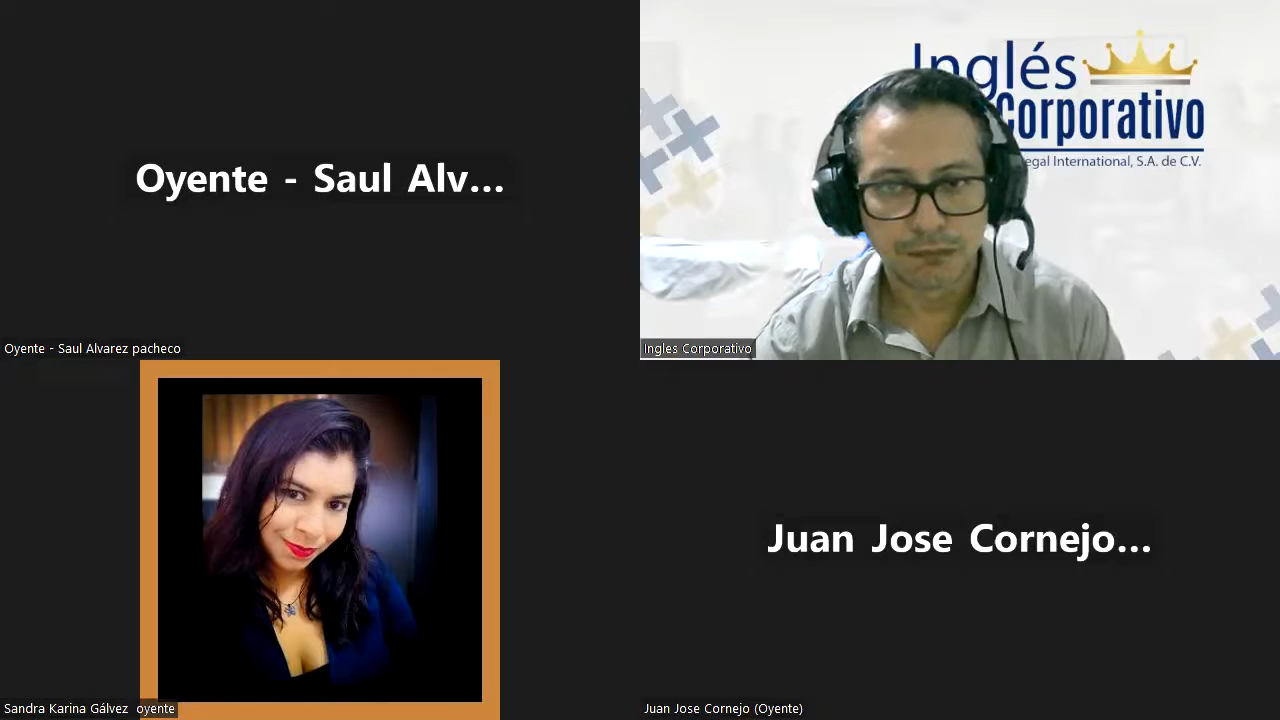 Oyente - Saul Alv...
Oyente - Saul Alvarez pacheco
Inglés
Corporativo
egal International, S.A. de C.V.
Ingles Corporativo
Sandra Karina Gálvez oyente
Juan Jose Cornejo...
Juan Jose Cornejo (Oyente)